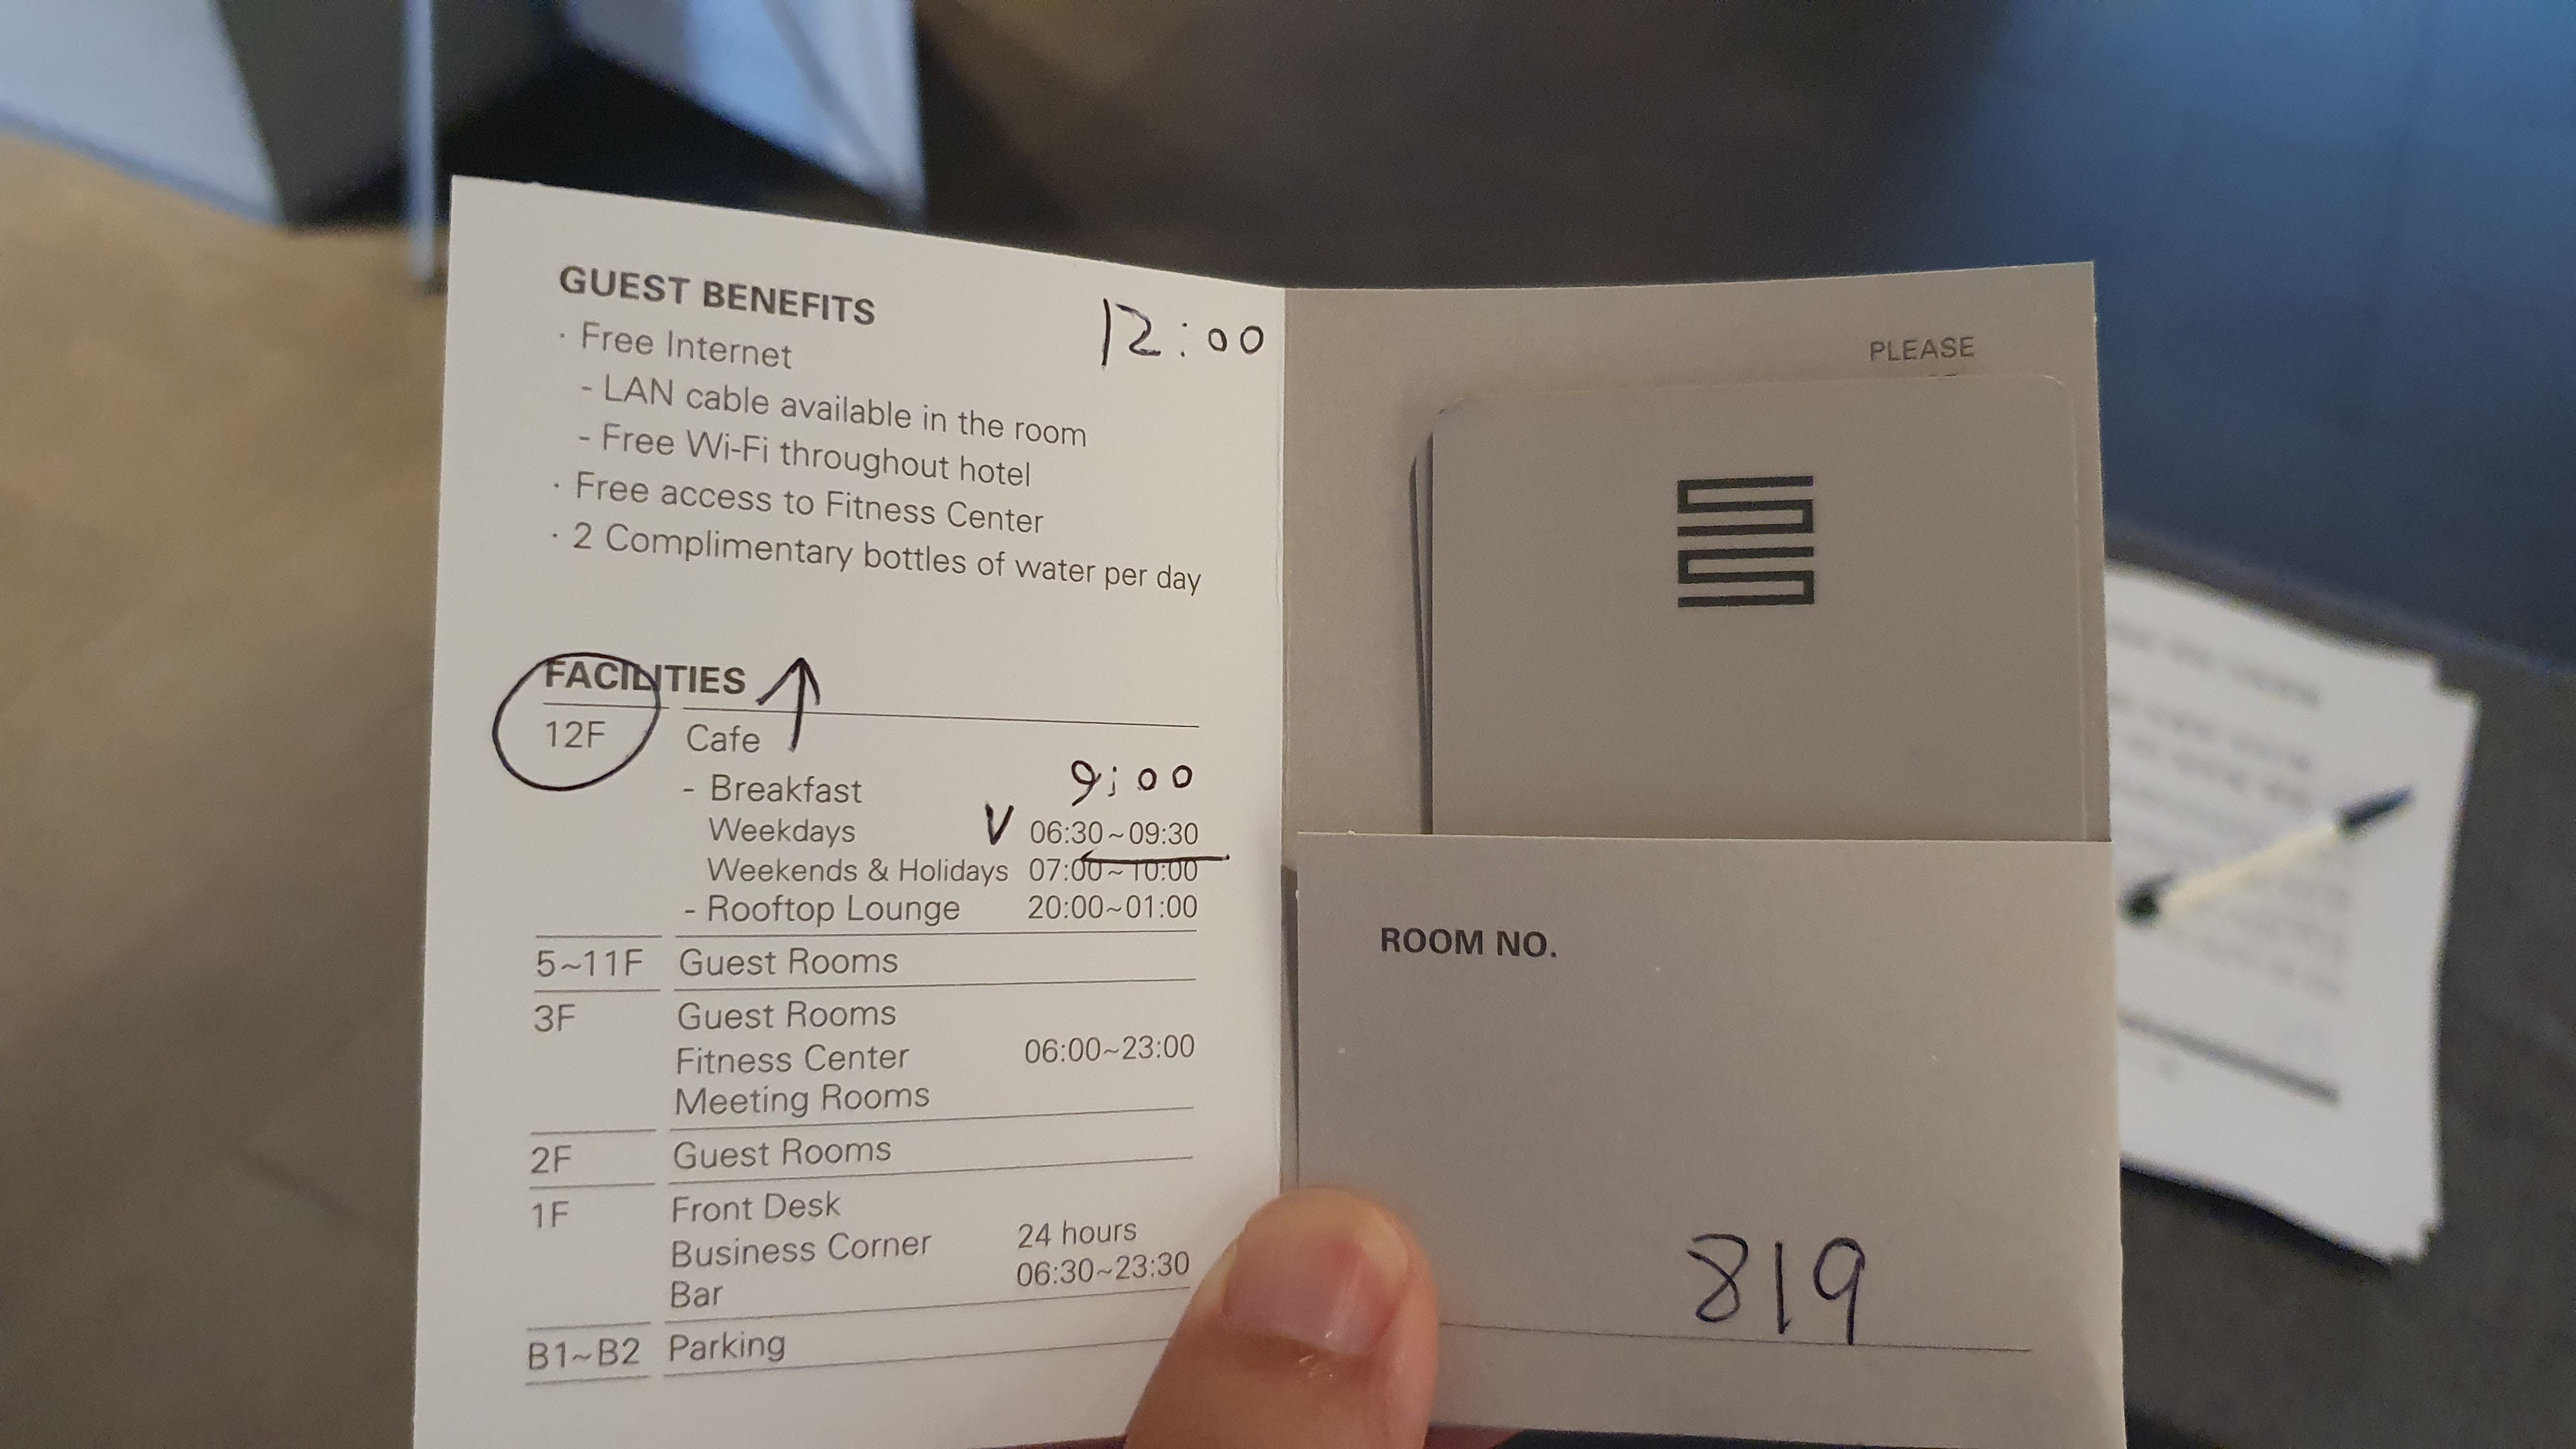 GUEST BENEFITS
12:00
· Free Internet
- LAN cable available in the room
- Free Wi-Fi throughout hotel
· Free access to Fitness Center
· 2 Complimentary bottles of water per day
FACILITIES
12F Cafe
- Breakfast 9:00
Weekdays V 06:30~09:30
Weekends & Holidays 07:00~10:00
- Rooftop Lounge 20:00~01:00
5~11F Guest Rooms
3F Guest Rooms
Fitness Center 06:00~23:00
Meeting Rooms
2F Guest Rooms
1F Front Desk
24 hours
Business Corner
06:30~23:30
Bar
B1~B2 Parking
PLEASE
ROOM NO.
819